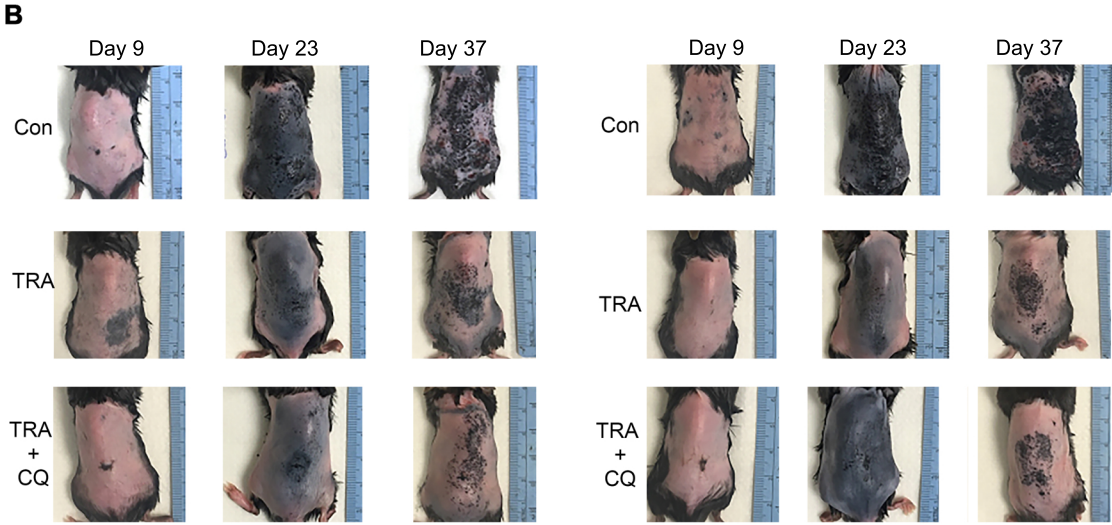 B
Day 9 Day 23 Day 37 Day 9 Day 23 Day 37
Con
Con
TRA
TRA
TRA
+
CQ
TRA
+
CQ